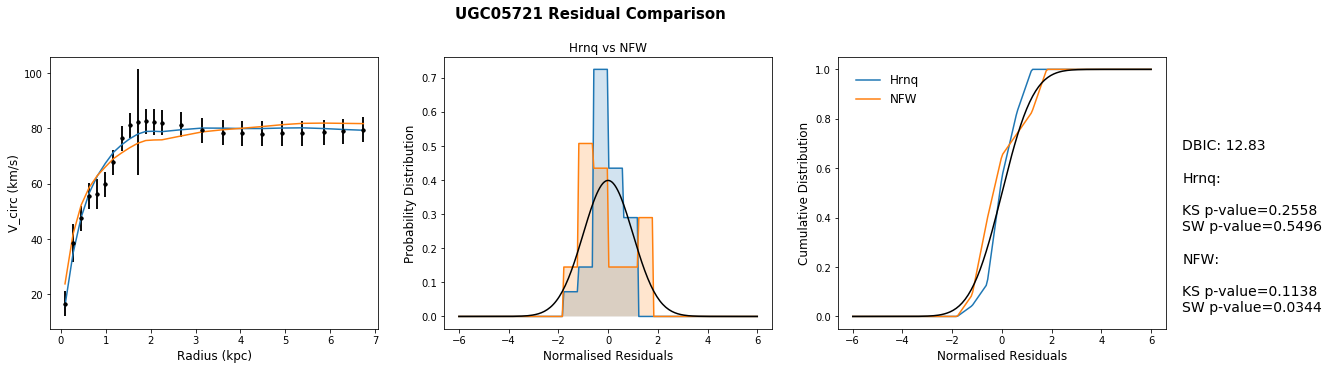 UGC05721 Residual Comparison
V_circ (km/s)
100
80
60
40
20
0 1 2 3 4 5 6 7
Radius (kpc)
Hrnq vs NFW
Probability Distribution
0.7
0.6
0.5
0.4
0.3
0.2
0.1
0.0
−6 −4 −2 0 2 4 6
Normalised Residuals
Cumulative Distribution
1.0
0.8
0.6
0.4
0.2
0.0
Hrnq
NFW
−6 −4 −2 0 2 4 6
Normalised Residuals
DBIC: 12.83
Hrnq:
KS p-value=0.2558
SW p-value=0.5496
NFW:
KS p-value=0.1138
SW p-value=0.0344